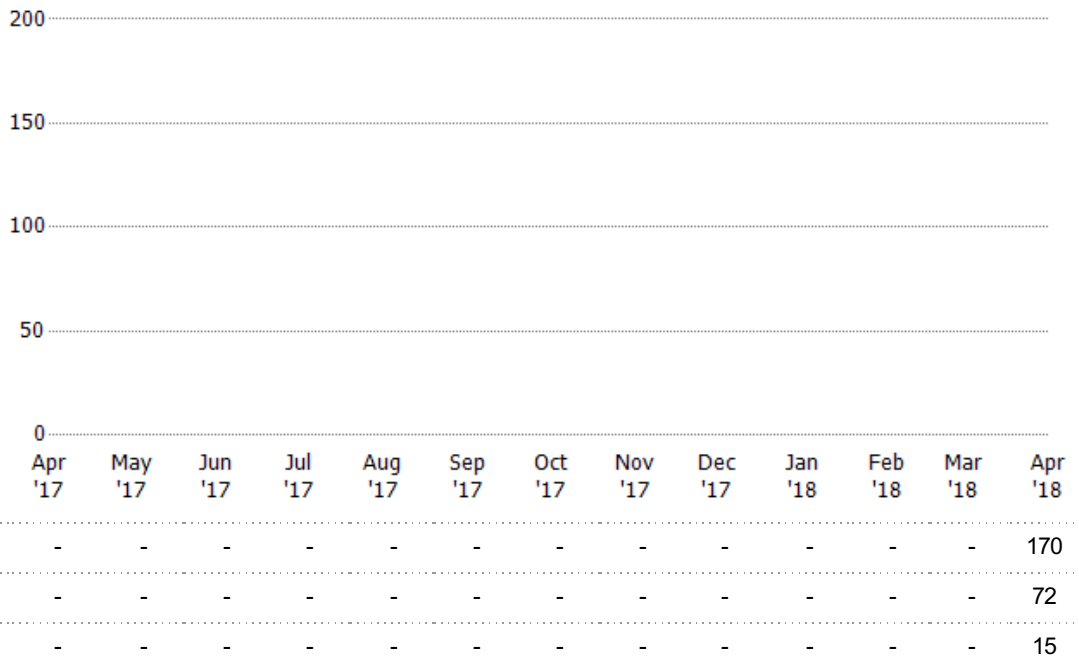 200
150
100
50
0
Apr May Jun Jul Aug Sep Oct Nov Dec Jan Feb Mar Apr
'17 '17 '17 '17 '17 '17 '17 '17 '17 '18 '18 '18 '18
- - - - - - - - - - - - 170
- - - - - - - - - - - - 72
- - - - - - - - - - - - 15